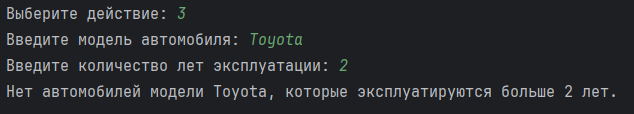 Выберите действие: 3
Введите модель автомобиля: Toyota
Введите количество лет эксплуатации: 2
Нет автомобилей модели Toyota, которые эксплуатируются больше 2 лет.